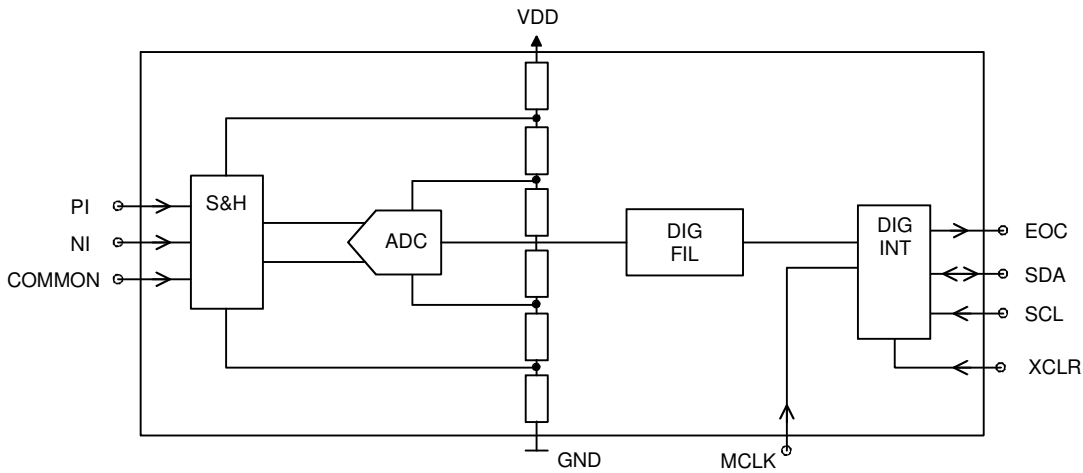 VDD
S&H
PI
NI
COMMON
ADC
DIG
FIL
DIG
INT
EOC
SDA
SCL
XCLR
GND
MCLK